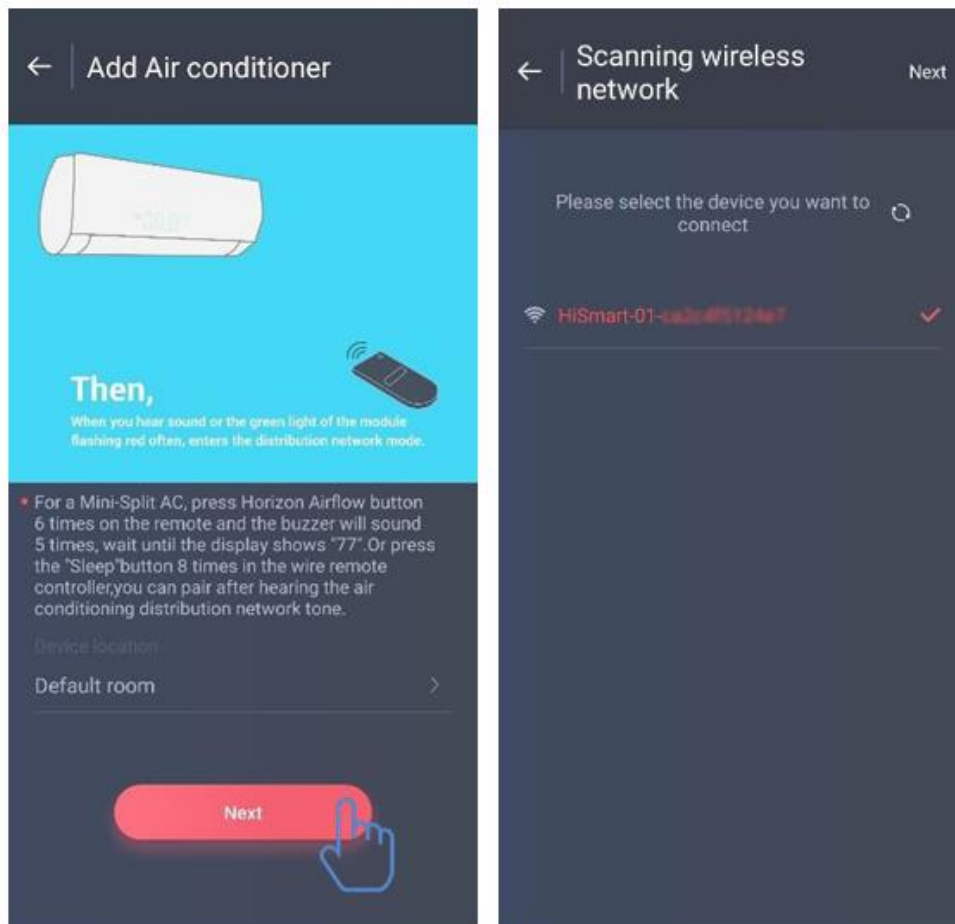 Add Air conditioner
Then,
When you hear sound or the green light of the module
flashing red often, enters the distribution network mode.
For a Mini-Split AC, press Horizon Airflow button
6 times on the remote and the buzzer will sound
5 times, wait until the display shows "77".Or press
the "Sleep"button 8 times in the wire remote
controller,you can pair after hearing the air
conditioning distribution network tone.
Device location
Default room
Next
Scanning wireless
network
Next
Please select the device you want to
connect
HiSmart-01-